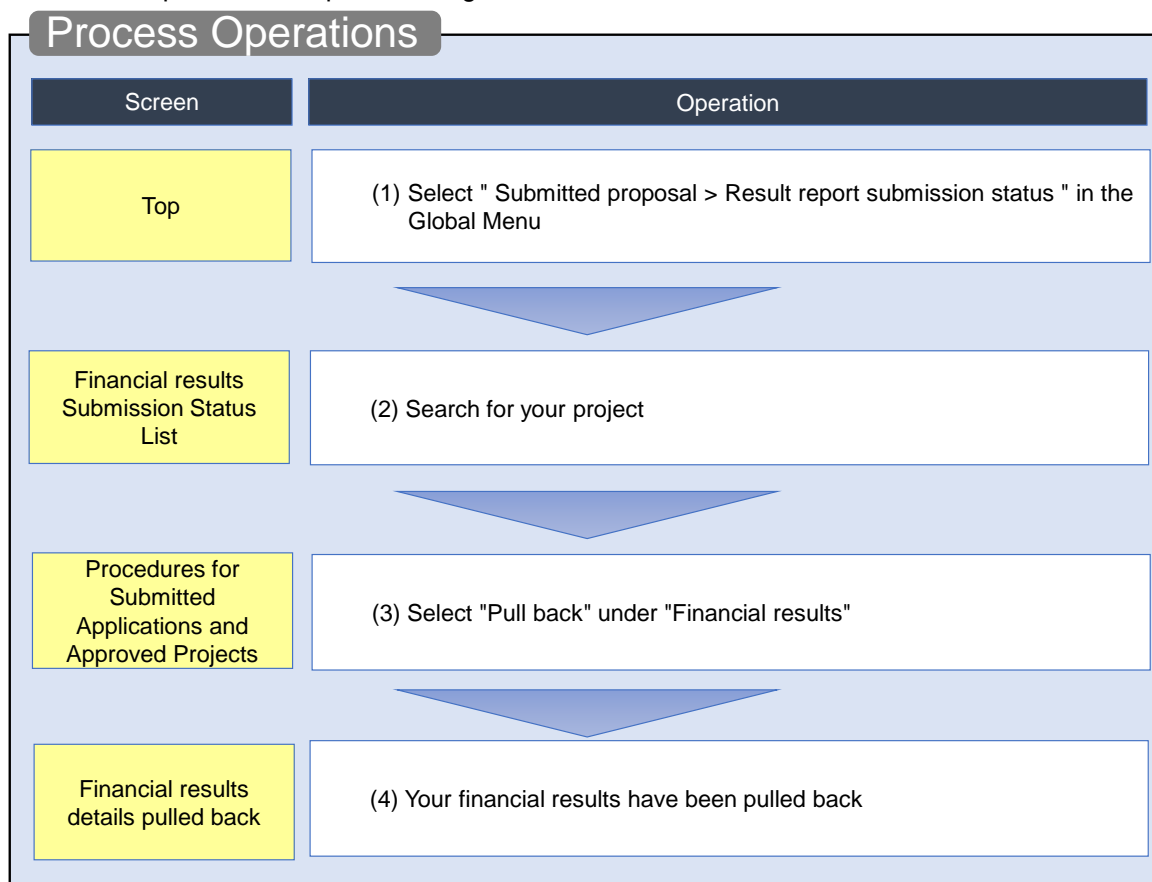 Process Operations
Screen
Operation
Top
(1) Select " Submitted proposal > Result report submission status " in the
Global Menu
Financial results
Submission Status
List
(2) Search for your project
Procedures for
Submitted
Applications and
Approved Projects
(3) Select "Pull back" under "Financial results"
Financial results
details pulled back
(4) Your financial results have been pulled back